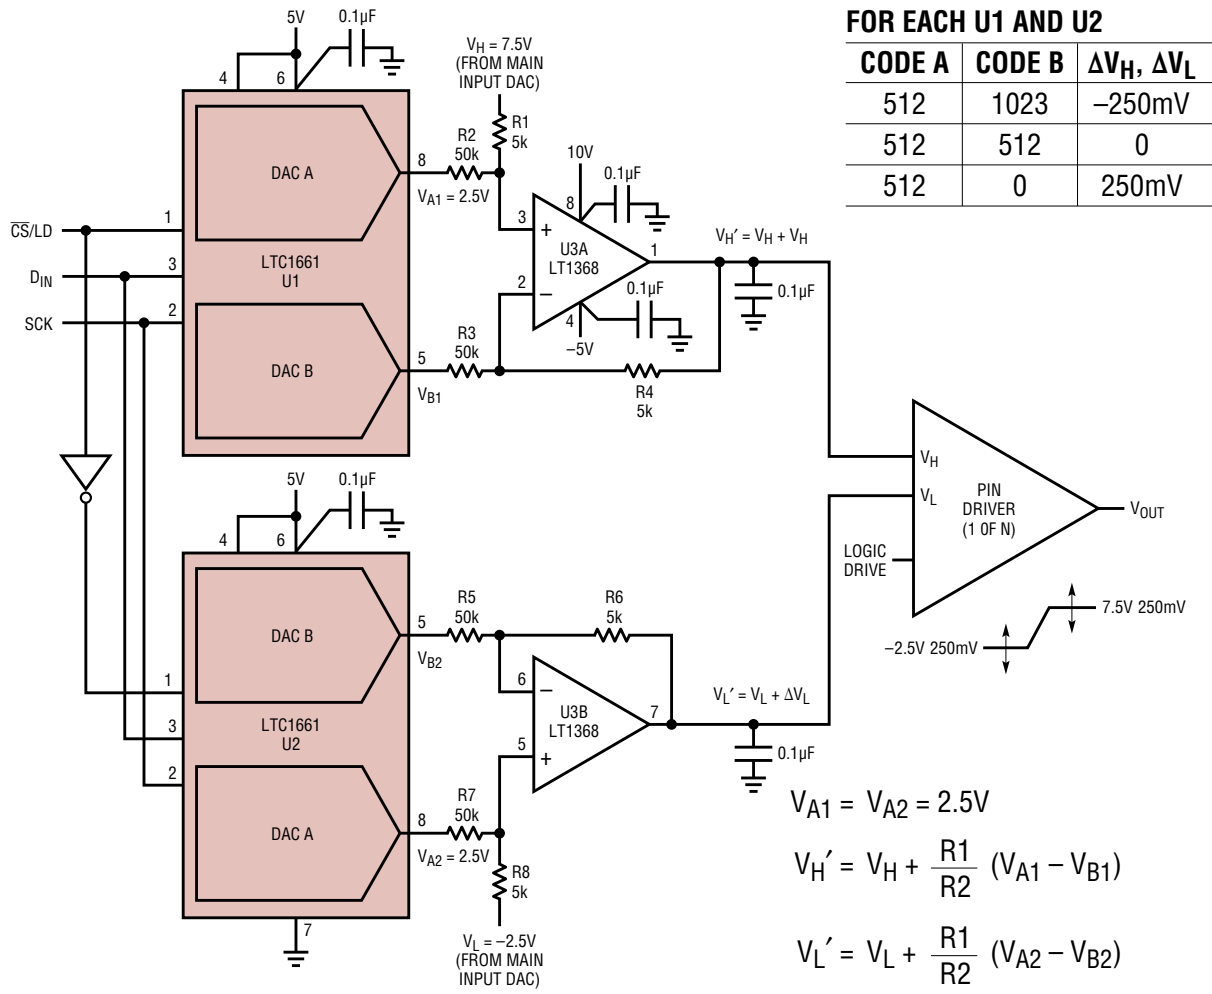 5V
0.1µF
4
6
DAC A
8
R2
50k
V_A1 = 2.5V
V_H = 7.5V
(FROM MAIN
INPUT DAC)
R1
5k
C̅S̅/LD
1
D_IN
3
SCK
2
LTC1661
U1
DAC B
5
V_B1
R3
50k
10V
8
0.1µF
3
+
U3A
LT1368
2
–
1
4
–5V
0.1µF
R4
5k
V_H′ = V_H + V_H
0.1µF
FOR EACH U1 AND U2
CODE A CODE B ΔV_H, ΔV_L
512 1023 –250mV
512 512 0
512 0 250mV
V_H
V_L
PIN
DRIVER
(1 OF N)
LOGIC
DRIVE
V_OUT
7.5V 250mV
–2.5V 250mV
5V
0.1µF
4
6
DAC B
5
V_B2
R5
50k
R6
5k
1
3
2
LTC1661
U2
6
–
U3B
LT1368
5
+
7
V_L′ = V_L + ΔV_L
0.1µF
DAC A
8
R7
50k
V_A2 = 2.5V
R8
5k
7
V_L = –2.5V
(FROM MAIN
INPUT DAC)
V_A1 = V_A2 = 2.5V
V_H′ = V_H + R1/R2 (V_A1 – V_B1)
V_L′ = V_L + R1/R2 (V_A2 – V_B2)